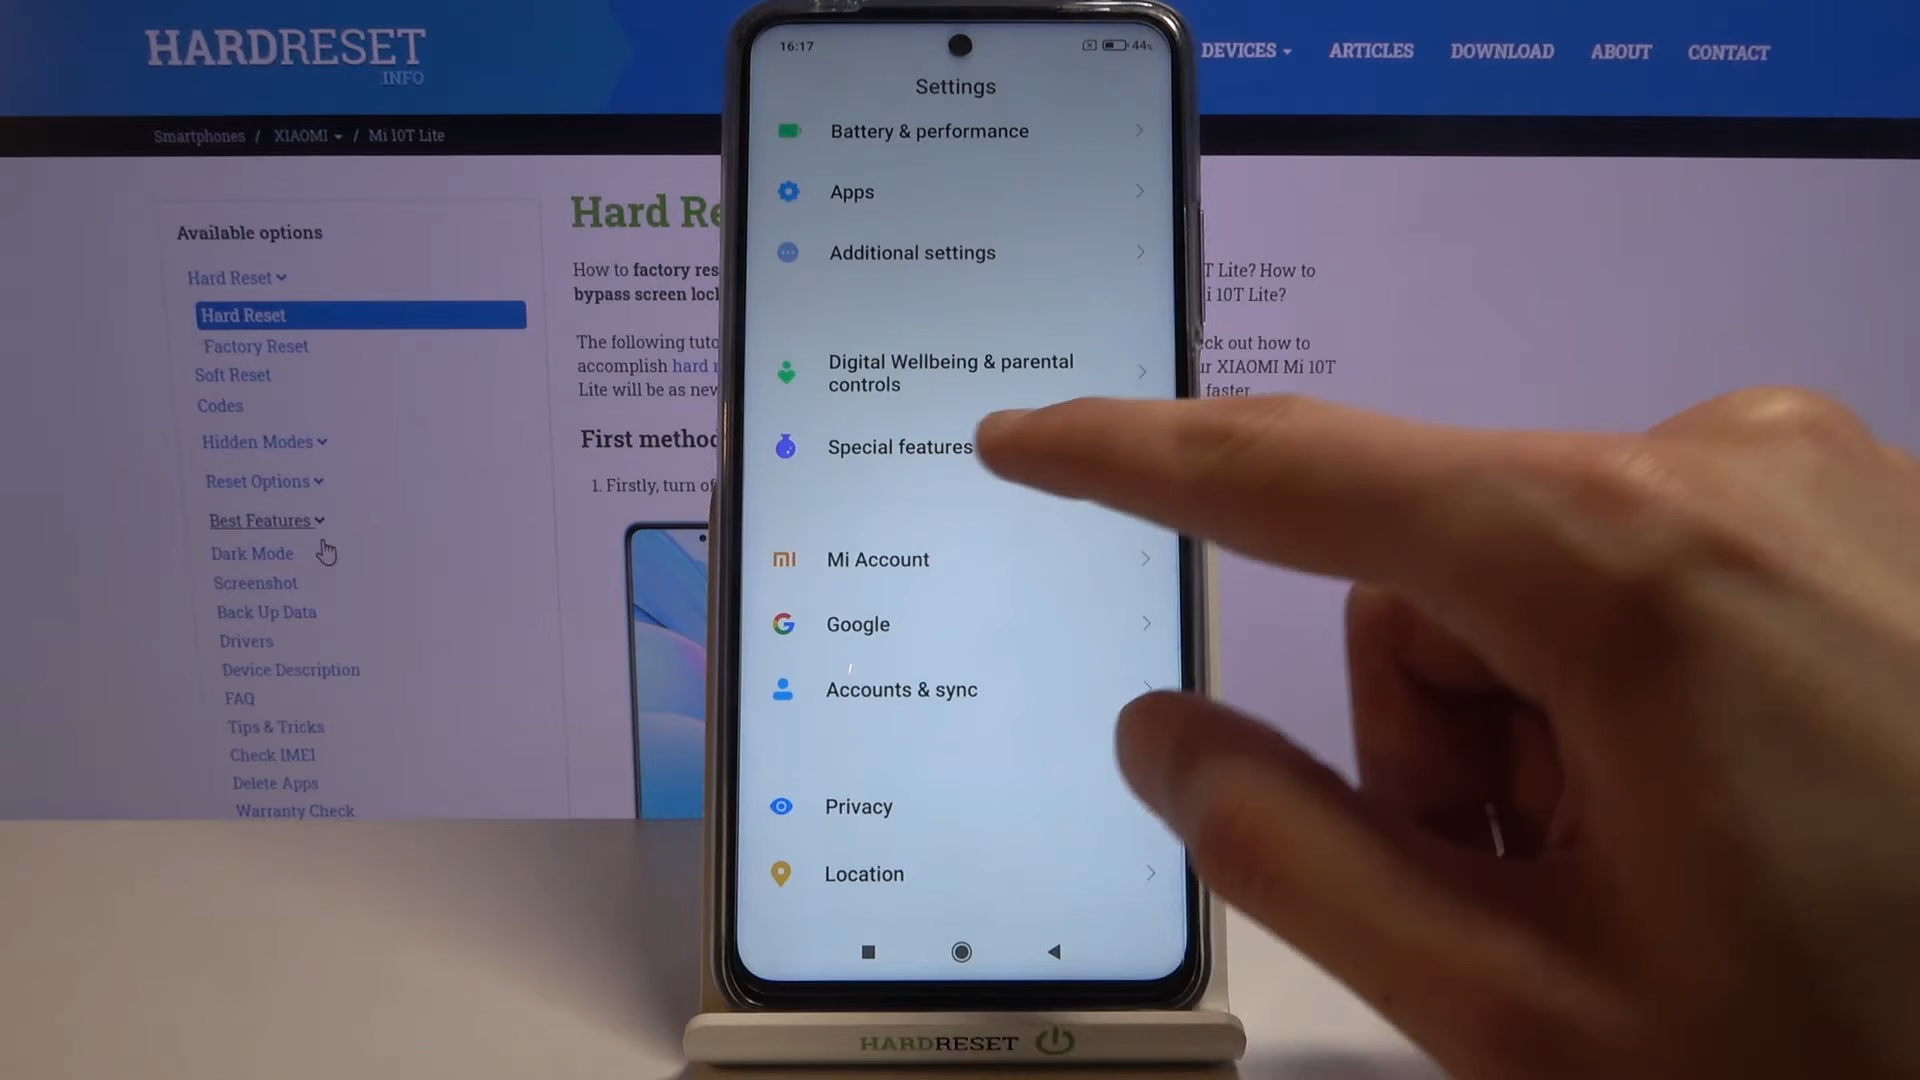 HARDRESET
INFO
DEVICES
ARTICLES
DOWNLOAD
ABOUT
CONTACT
Smartphones / XIAOMI / Mi 10T Lite
Available options
Hard Reset
Hard Reset
Factory Reset
Soft Reset
Codes
Hidden Modes
Reset Options
Best Features
Dark Mode
Screenshot
Back Up Data
Drivers
Device Description
FAQ
Tips & Tricks
Check IMEI
Delete Apps
Warranty Check
Hard Re
How to factory res
bypass screen loc
The following tuto
accomplish hard r
Lite will be as new
First method
1. Firstly, turn of
T Lite? How to
i 10T Lite?
ck out how to
ur XIAOMI Mi 10T
faster.
16:17
44%
Settings
Battery & performance
Apps
Additional settings
Digital Wellbeing & parental
controls
Special features
Mi Account
Google
Accounts & sync
Privacy
Location
HARDRESET